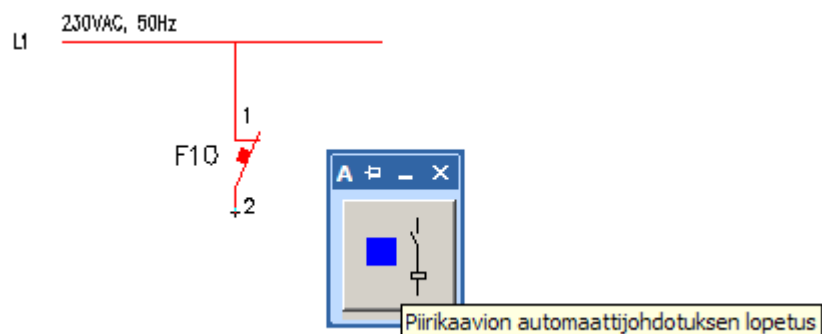 230VAC, 50Hz
L1
1
F10
2
A
Piirikaavion automaattijohdotuksen lopetus